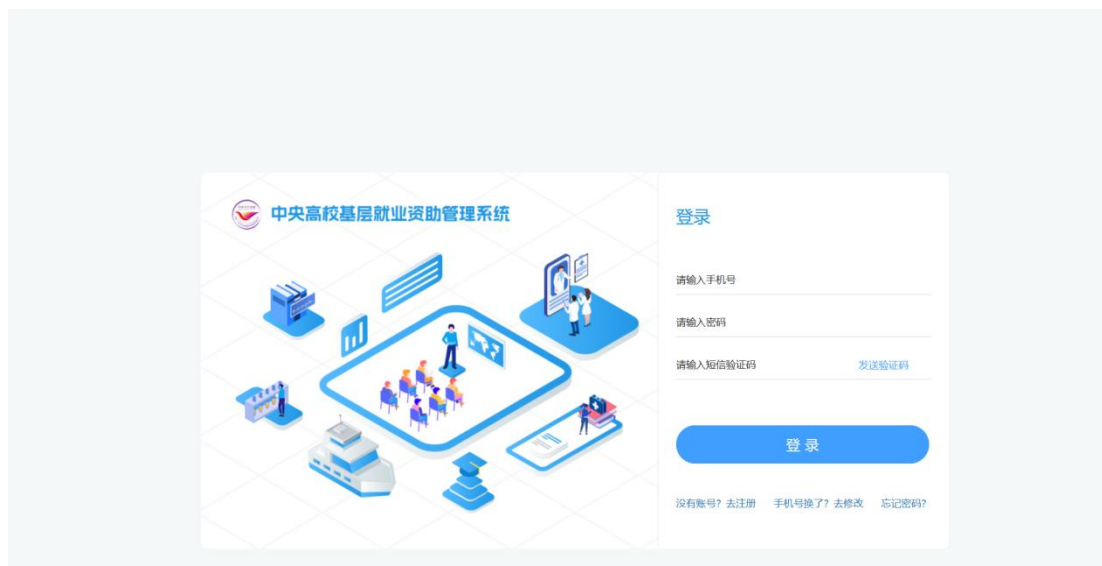 中央高校基层就业资助管理系统
登录
请输入手机号
请输入密码
请输入短信验证码 发送验证码
登 录
没有账号? 去注册 手机号换了? 去修改 忘记密码?